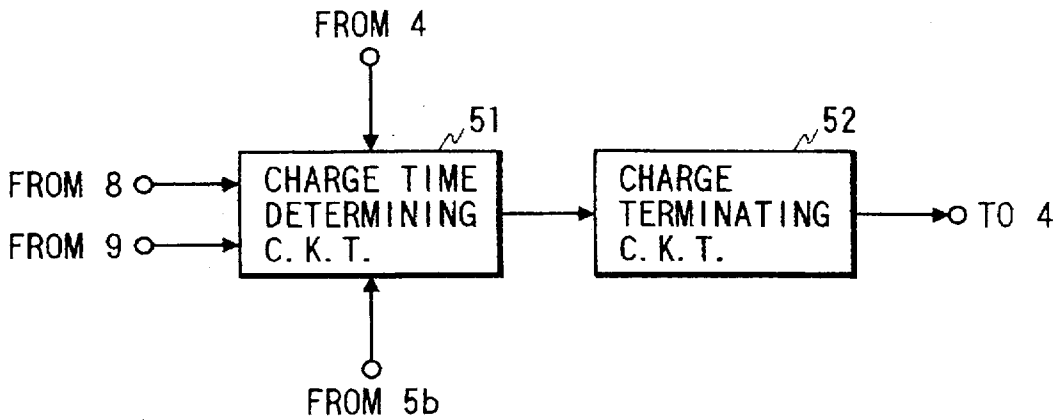 FROM 4
51
52
FROM 8
CHARGE TIME
DETERMINING
C. K. T.
CHARGE
TERMINATING
C. K. T.
FROM 9
TO 4
FROM 5b